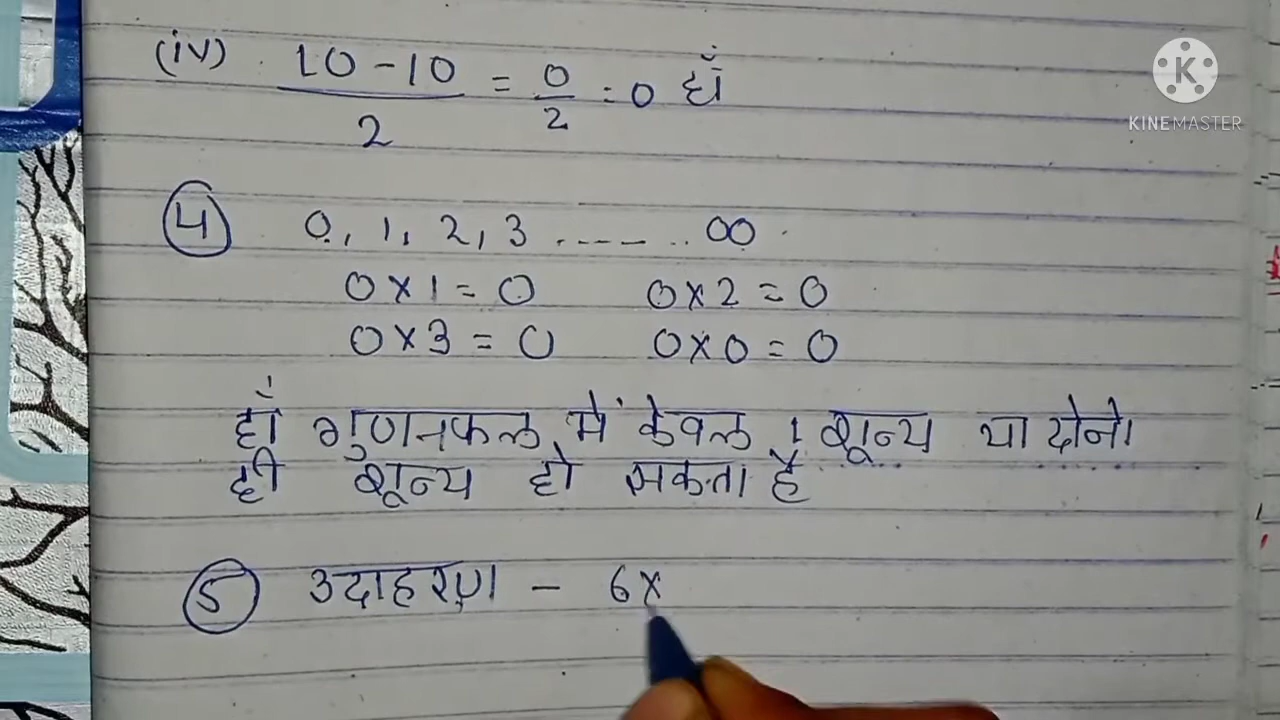 (iv) 10 - 10 / 2 = 0 / 2 = 0 हाँ
KINEMASTER
(4) 0, 1, 2, 3 ....... ∞
0 × 1 = 0 0 × 2 = 0
0 × 3 = 0 0 × 0 = 0
हाँ गुणनफल में केवल 1 शून्य या दोनो
ही शून्य हो सकता है
(5) उदाहरण - 6×